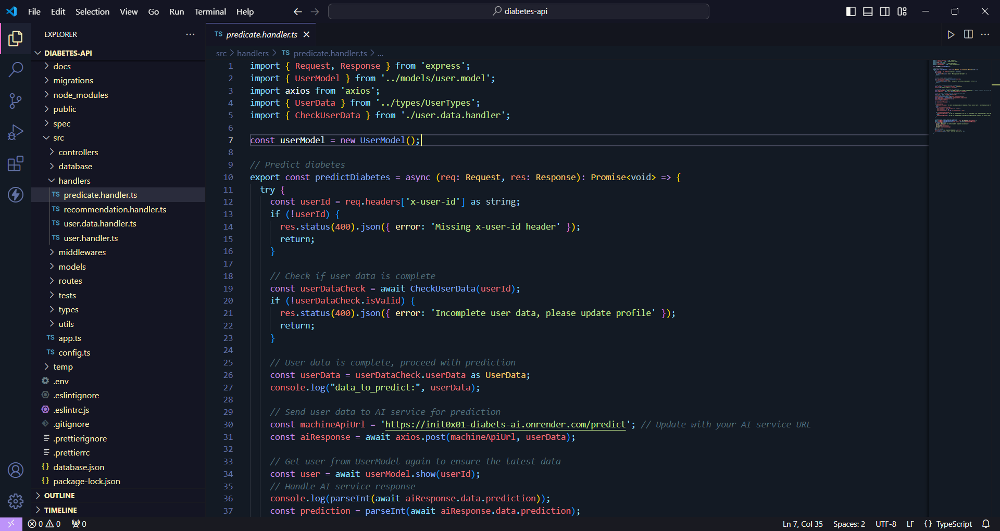 File Edit Selection View Go Run Terminal Help
diabetes-api
EXPLORER
DIABETES-API
docs
migrations
node_modules
public
spec
src
controllers
database
handlers
TS predicate.handler.ts
TS recommendation.handler.ts
TS user.data.handler.ts
TS user.handler.ts
middlewares
models
routes
tests
types
utils
TS app.ts
TS config.ts
temp
.env
.eslintignore
.eslintrc.js
.gitignore
.prettierignore
.prettierrc
{} database.json
{} package-lock.json
OUTLINE
TIMELINE
TS predicate.handler.ts
src > handlers > TS predicate.handler.ts > ...
1 import { Request, Response } from 'express';
2 import { UserModel } from '../models/user.model';
3 import axios from 'axios';
4 import { UserData } from '../types/UserTypes';
5 import { CheckUserData } from './user.data.handler';
6
7 const userModel = new UserModel();
8
9 // Predict diabetes
10 export const predictDiabetes = async (req: Request, res: Response): Promise<void> => {
11 try {
12 const userId = req.headers['x-user-id'] as string;
13 if (!userId) {
14 res.status(400).json({ error: 'Missing x-user-id header' });
15 return;
16 }
17
18 // Check if user data is complete
19 const userDataCheck = await CheckUserData(userId);
20 if (!userDataCheck.isValid) {
21 res.status(400).json({ error: 'Incomplete user data, please update profile' });
22 return;
23 }
24
25 // User data is complete, proceed with prediction
26 const userData = userDataCheck.userData as UserData;
27 console.log("data_to_predict:", userData);
28
29 // Send user data to AI service for prediction
30 const machineApiUrl = 'https://init0x01-diabets-ai.onrender.com/predict'; // Update with your AI service URL
31 const aiResponse = await axios.post(machineApiUrl, userData);
32
33 // Get user from UserModel again to ensure the latest data
34 const user = await userModel.show(userId);
35 // Handle AI service response
36 console.log(parseInt(await aiResponse.data.prediction));
37 const prediction = parseInt(await aiResponse.data.prediction);
0 0 0
Ln 7, Col 35 Spaces: 2 UTF-8 LF {} TypeScript